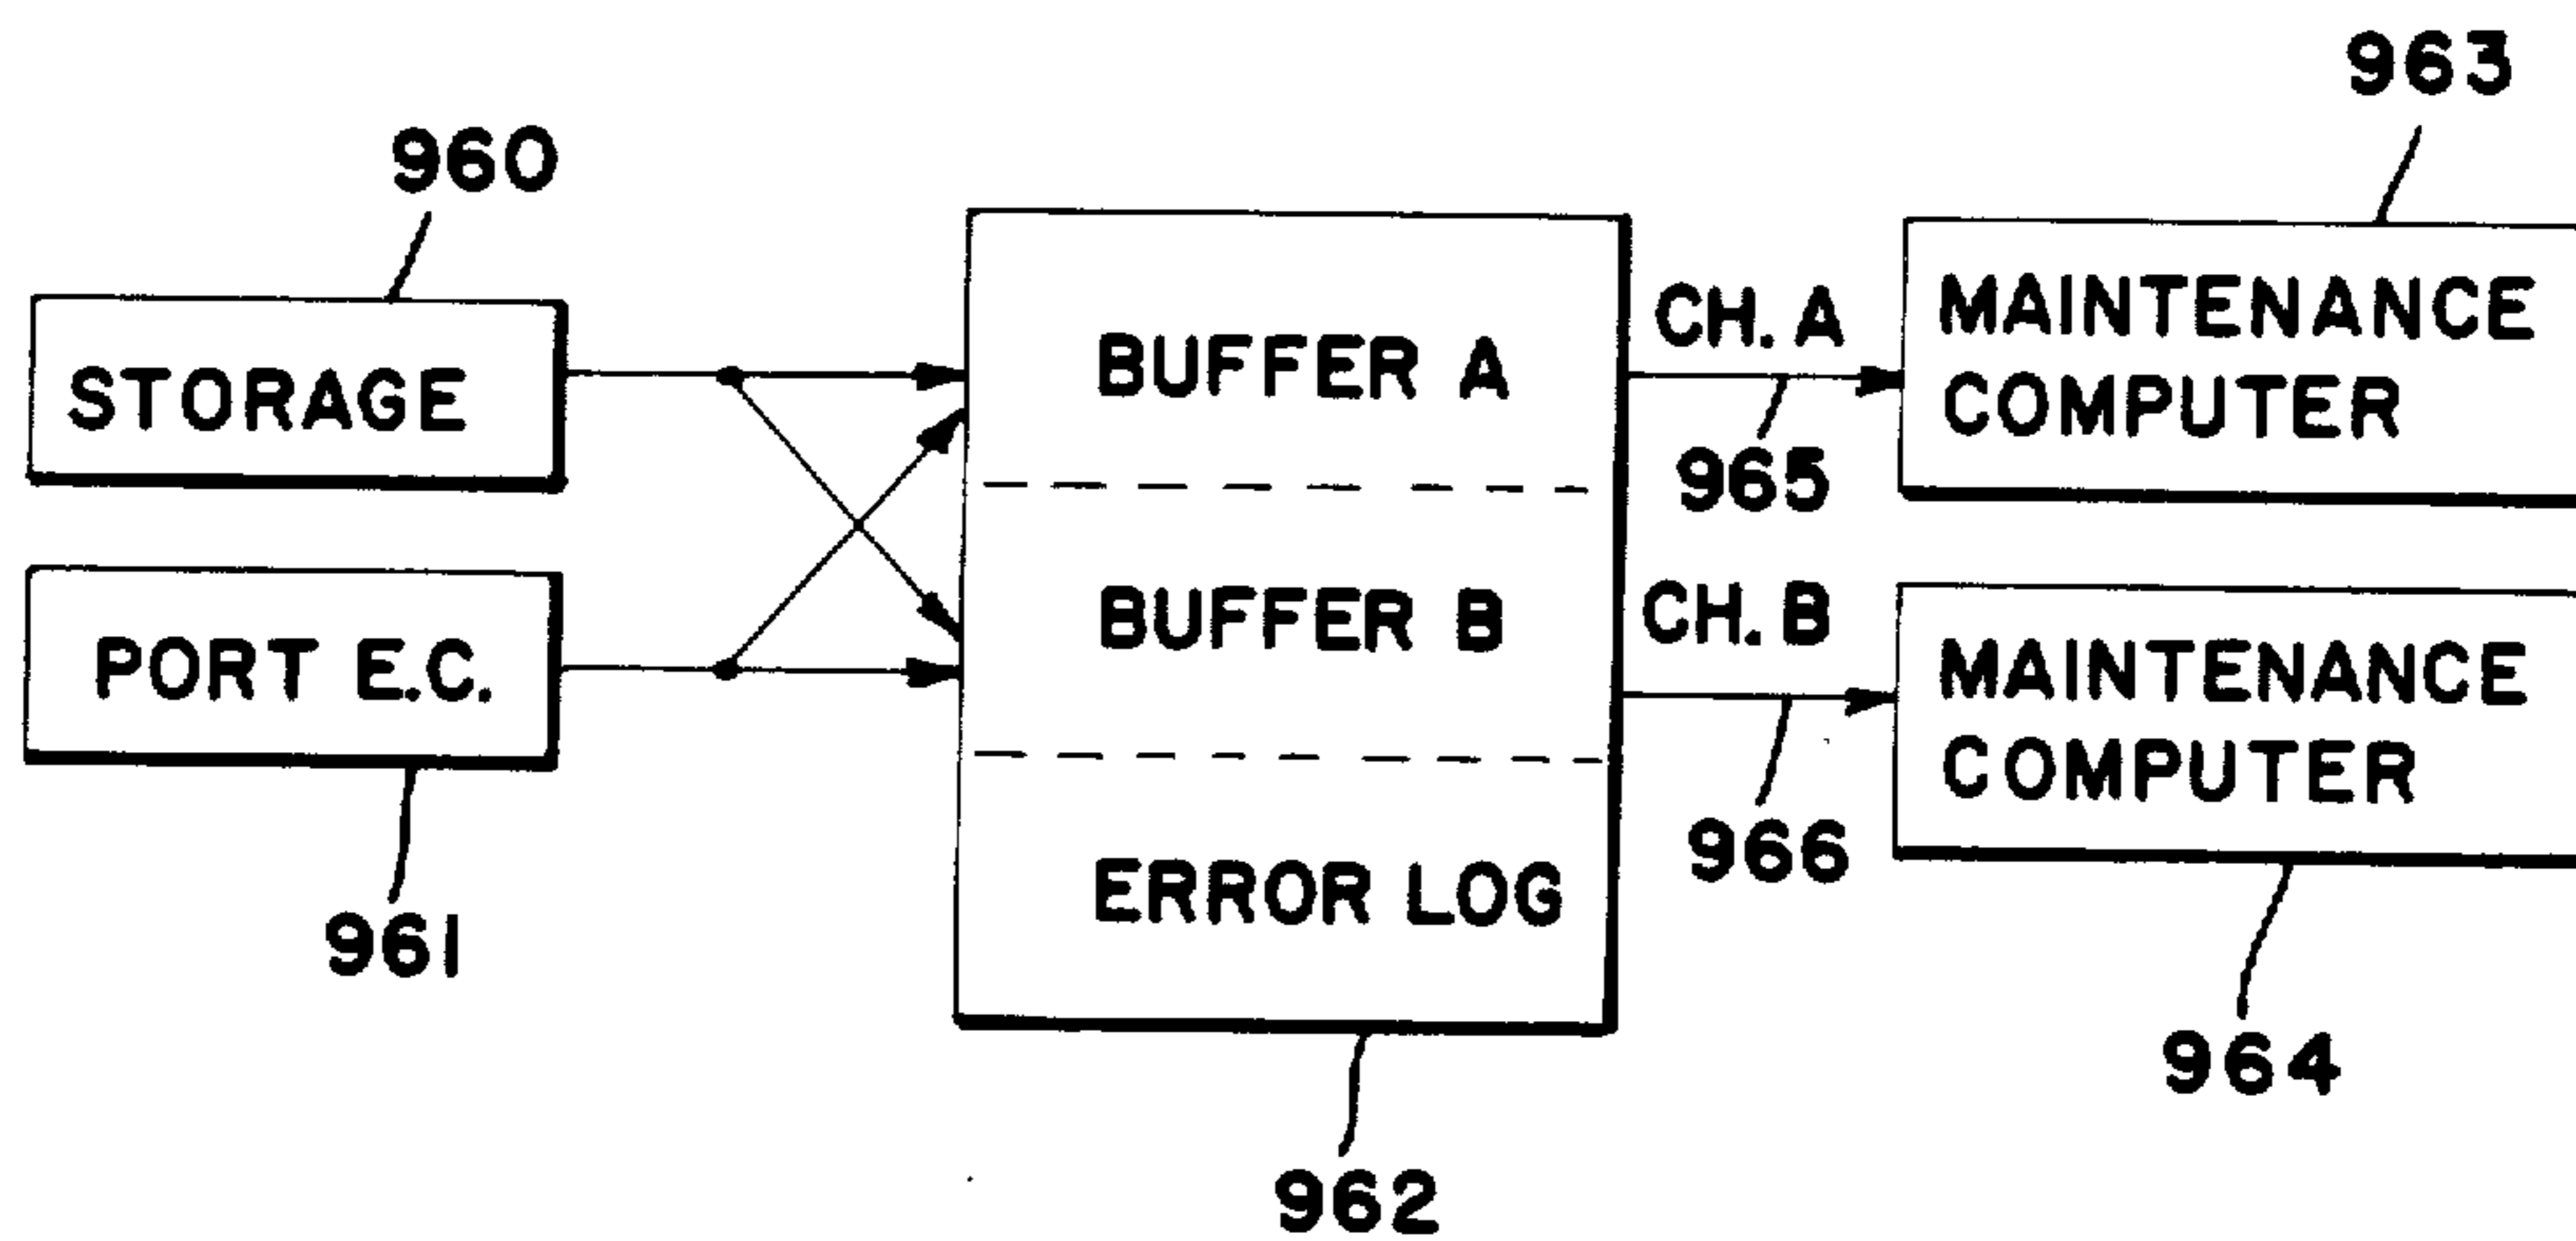 963
960
STORAGE
BUFFER A
CH. A
MAINTENANCE
COMPUTER
965
PORT E.C.
961
BUFFER B
CH. B
MAINTENANCE
COMPUTER
966
964
ERROR LOG
962